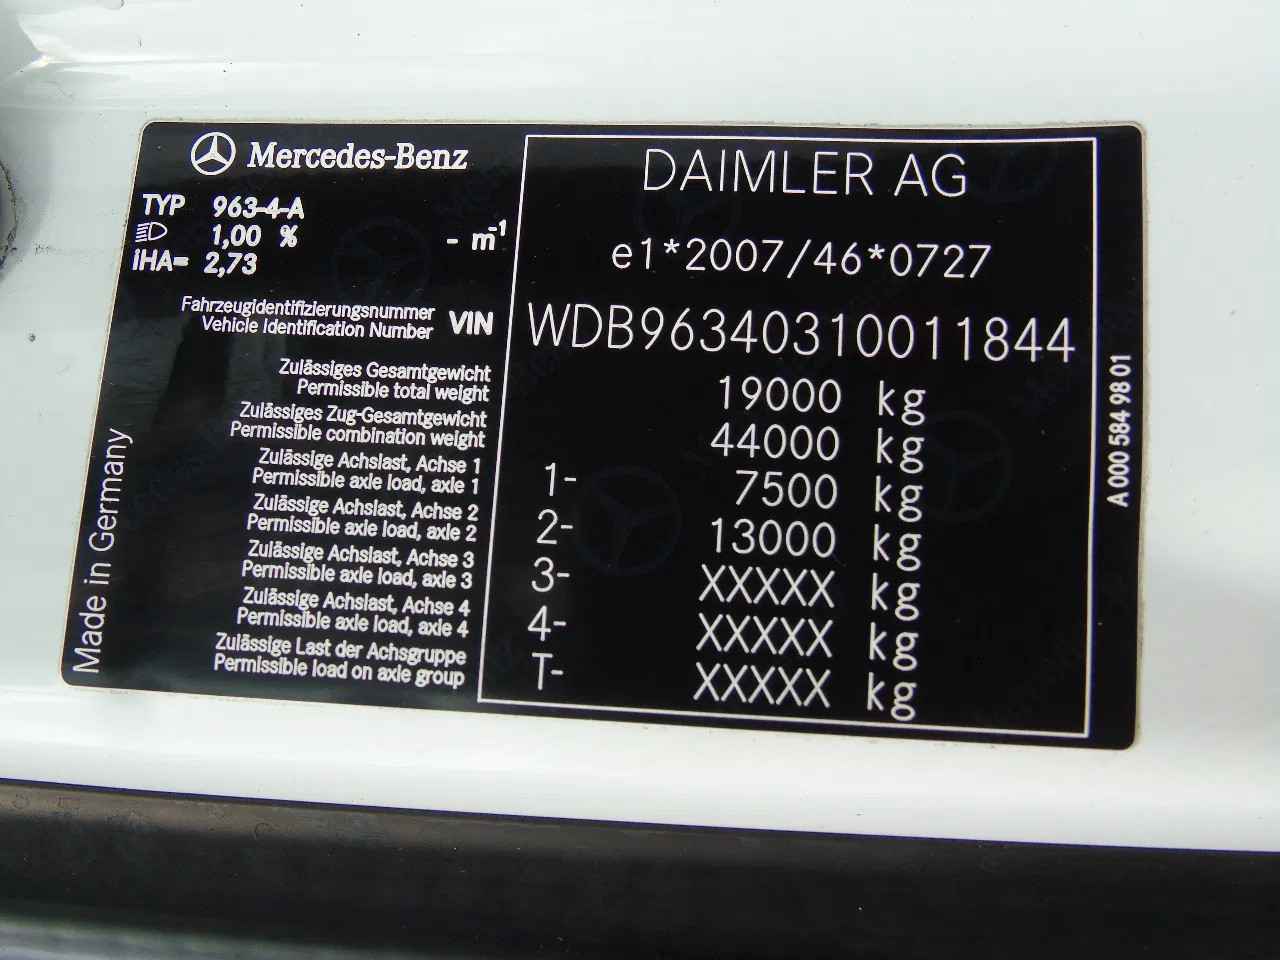 Mercedes-Benz
TYP 963-4-A
1,00 % - m-1
iHA= 2,73
DAIMLER AG
e1*2007/46*0727
Fahrzeugidentifizierungsnummer
Vehicle Identification Number VIN WDB96340310011844
Zulässiges Gesamtgewicht
Permissible total weight 19000 kg
Zulässiges Zug-Gesamtgewicht
Permissible combination weight 44000 kg
Zulässige Achslast, Achse 1
Permissible axle load, axle 1 1- 7500 kg
Zulässige Achslast, Achse 2
Permissible axle load, axle 2 2- 13000 kg
Zulässige Achslast, Achse 3
Permissible axle load, axle 3 3- XXXXX kg
Zulässige Achslast, Achse 4
Permissible axle load, axle 4 4- XXXXX kg
Zulässige Last der Achsgruppe
Permissible load on axle group T- XXXXX kg
Made in Germany
A 000 584 98 01